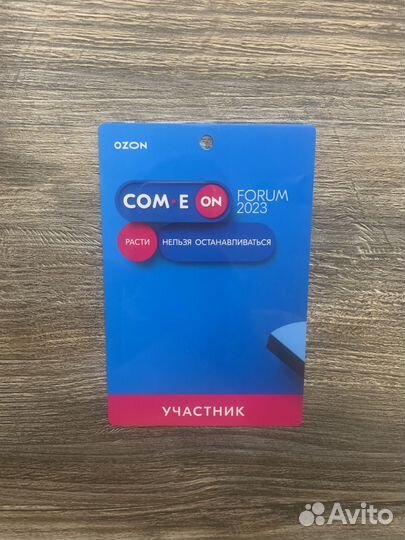 OZON
COM•E ON FORUM
2023
РАСТИ НЕЛЬЗЯ ОСТАНАВЛИВАТЬСЯ
УЧАСТНИК
Avito